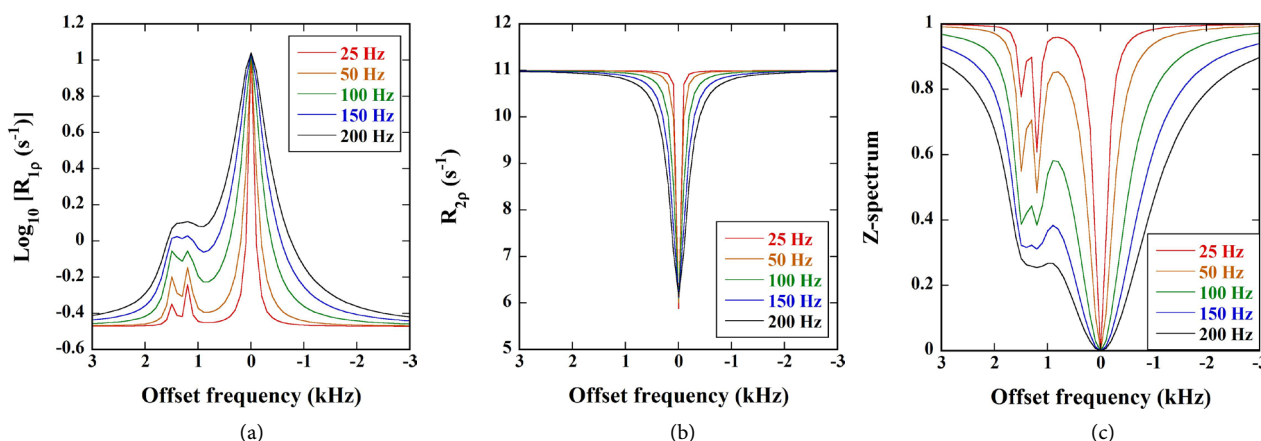 Log10 [R1ρ (s-1)]
1.2
1
0.8
0.6
0.4
0.2
0
-0.2
-0.4
-0.6
25 Hz
50 Hz
100 Hz
150 Hz
200 Hz
3 2 1 0 -1 -2 -3
Offset frequency (kHz)
(a)
R2ρ (s-1)
12
11
10
9
8
7
6
5
25 Hz
50 Hz
100 Hz
150 Hz
200 Hz
3 2 1 0 -1 -2 -3
Offset frequency (kHz)
(b)
Z-spectrum
1
0.8
0.6
0.4
0.2
0
25 Hz
50 Hz
100 Hz
150 Hz
200 Hz
3 2 1 0 -1 -2 -3
Offset frequency (kHz)
(c)